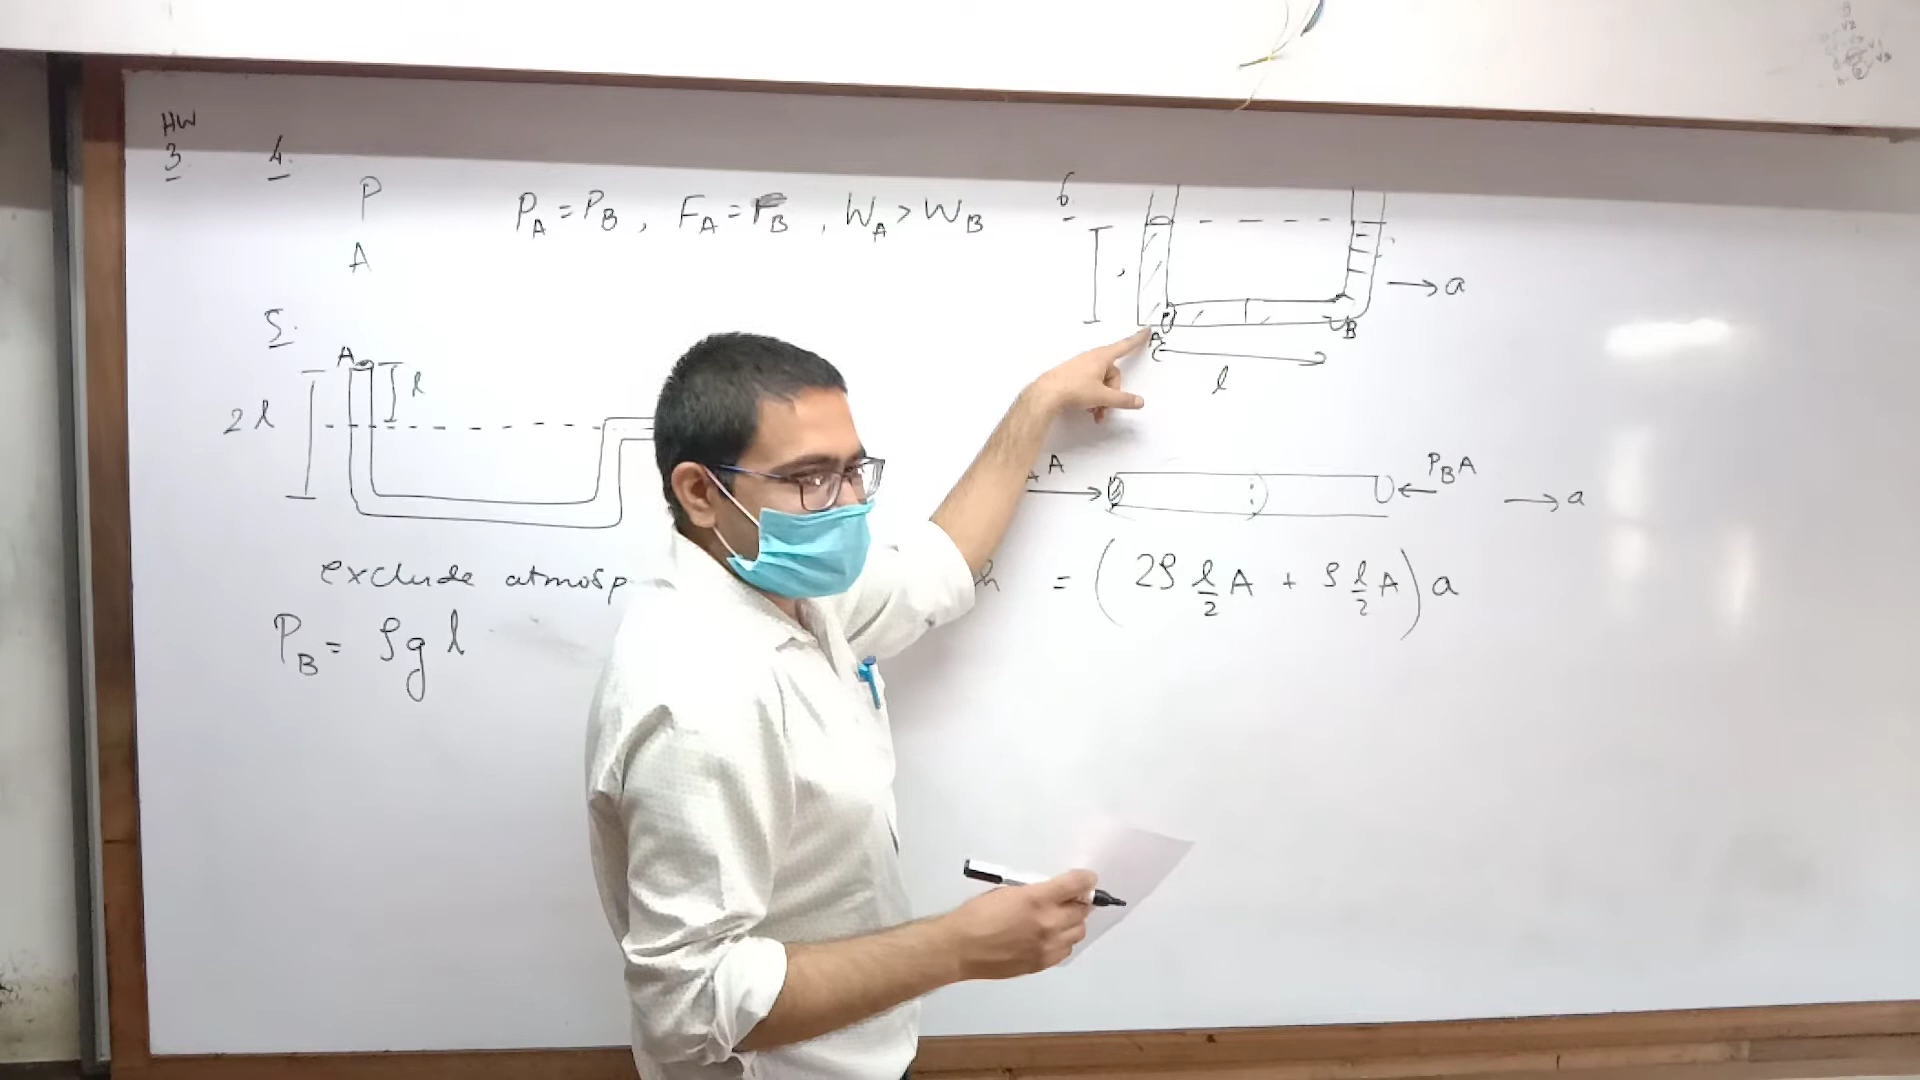 HW
3 4.
P
A
P_A = P_B , F_A = F_B , W_A > W_B
5.
A
l
2l
exclude atmosp
P_B = ρgl
6
→ a
A
B
l
A
P_B A
→ a
h = (2ρ l/2 A + ρ l/2 A) a